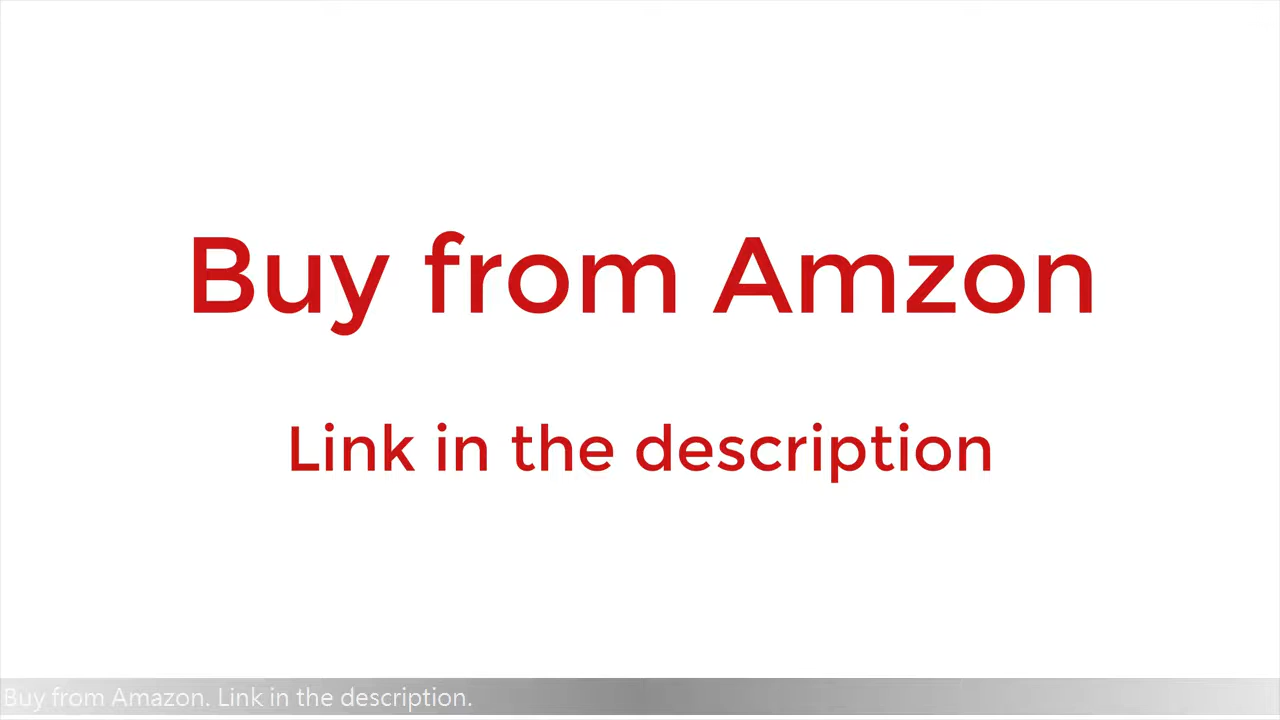 Buy from Amzon
Link in the description
Buy from Amazon. Link in the description.